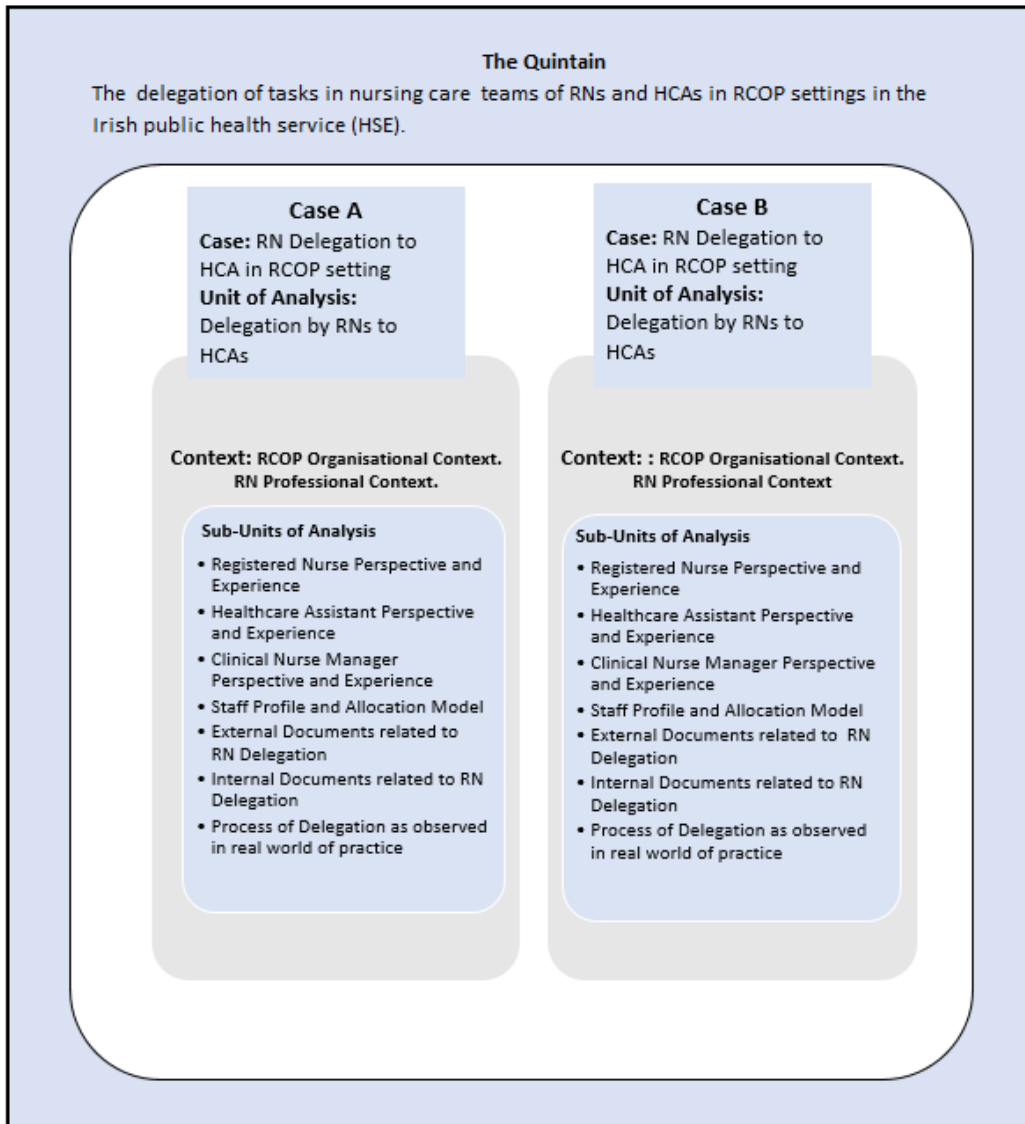 The Quintain
The delegation of tasks in nursing care teams of RNs and HCAs in RCOP settings in the
Irish public health service (HSE).
Case A
Case: RN Delegation to
HCA in RCOP setting
Unit of Analysis:
Delegation by RNs to
HCAs
Context: RCOP Organisational Context.
RN Professional Context.
Sub-Units of Analysis
• Registered Nurse Perspective and
Experience
• Healthcare Assistant Perspective
and Experience
• Clinical Nurse Manager
Perspective and Experience
• Staff Profile and Allocation Model
• External Documents related to
RN Delegation
• Internal Documents related to RN
Delegation
• Process of Delegation as observed
in real world of practice
Case B
Case: RN Delegation to
HCA in RCOP setting
Unit of Analysis:
Delegation by RNs to
HCAs
Context: : RCOP Organisational Context.
RN Professional Context
Sub-Units of Analysis
• Registered Nurse Perspective and
Experience
• Healthcare Assistant Perspective
and Experience
• Clinical Nurse Manager Perspective
and Experience
• Staff Profile and Allocation Model
• External Documents related to RN
Delegation
• Internal Documents related to RN
Delegation
• Process of Delegation as observed
in real world of practice